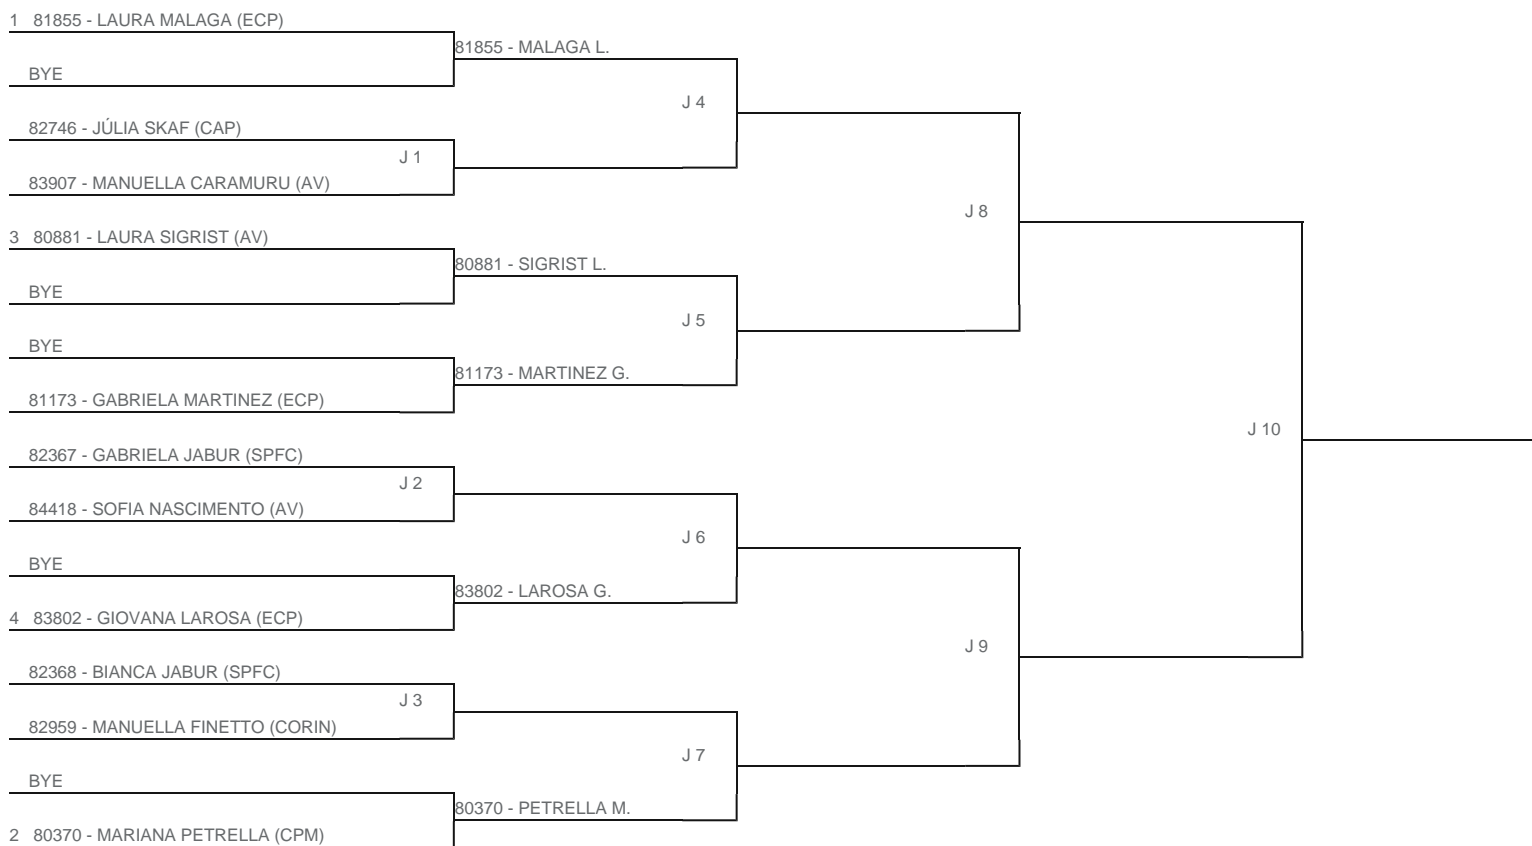 1 81855 - LAURA MALAGA (ECP)
81855 - MALAGA L.
BYE
J 4
82746 - JÚLIA SKAF (CAP)
J 1
83907 - MANUELLA CARAMURU (AV)
J 8
3 80881 - LAURA SIGRIST (AV)
80881 - SIGRIST L.
BYE
J 5
BYE
81173 - MARTINEZ G.
81173 - GABRIELA MARTINEZ (ECP)
J 10
82367 - GABRIELA JABUR (SPFC)
J 2
84418 - SOFIA NASCIMENTO (AV)
J 6
BYE
83802 - LAROSA G.
4 83802 - GIOVANA LAROSA (ECP)
J 9
82368 - BIANCA JABUR (SPFC)
J 3
82959 - MANUELLA FINETTO (CORIN)
J 7
BYE
80370 - PETRELLA M.
2 80370 - MARIANA PETRELLA (CPM)